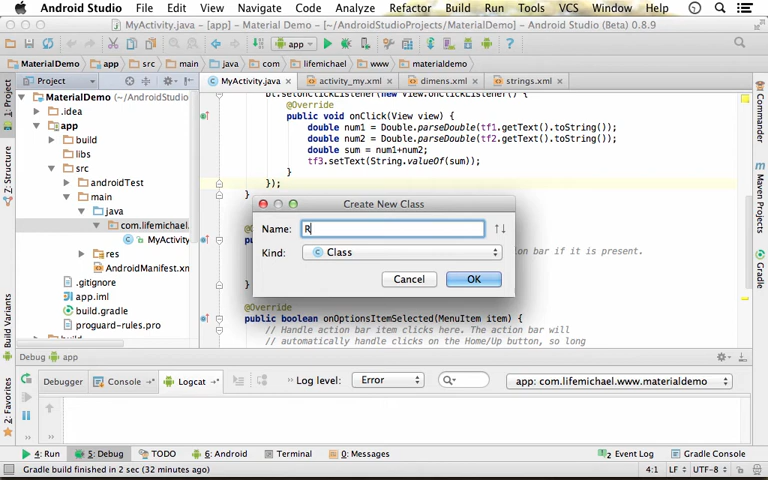 Android Studio File Edit View Navigate Code Analyze Refactor Build Run Tools VCS Window Help
MyActivity.java - [app] - MaterialDemo - [~/AndroidStudioProjects/MaterialDemo] - Android Studio (Beta) 0.8.9
app
MaterialDemo app src main java com lifemichael www materialdemo
Project
MyActivity.java activity_my.xml dimens.xml strings.xml
MaterialDemo (~/AndroidStudio
.idea
app
build
libs
src
androidTest
main
java
com.lifemichael
MyActivity
res
AndroidManifest.xm
.gitignore
app.iml
build.gradle
proguard-rules.pro
1: Project
7: Structure
Build Variants
2: Favorites
bt.setOnClickListener(new View.OnClickListener() {
@Override
public void onClick(View view) {
double num1 = Double.parseDouble(tf1.getText().toString());
double num2 = Double.parseDouble(tf2.getText().toString());
double sum = num1+num2;
tf3.setText(String.valueOf(sum));
}
});
}
Create New Class
Name: R
Kind: Class
Cancel OK
ion bar if it is present.
}
@Override
public boolean onOptionsItemSelected(MenuItem item) {
// Handle action bar item clicks here. The action bar will
// automatically handle clicks on the Home/Up button, so long
Commander
Maven Projects
Gradle
Debug app
Debugger Console Logcat Log level: Error app: com.lifemichael.www.materialdemo
4: Run 5: Debug TODO 6: Android Terminal 0: Messages 2 Event Log Gradle Console
Gradle build finished in 2 sec (32 minutes ago) 4:1 LF UTF-8